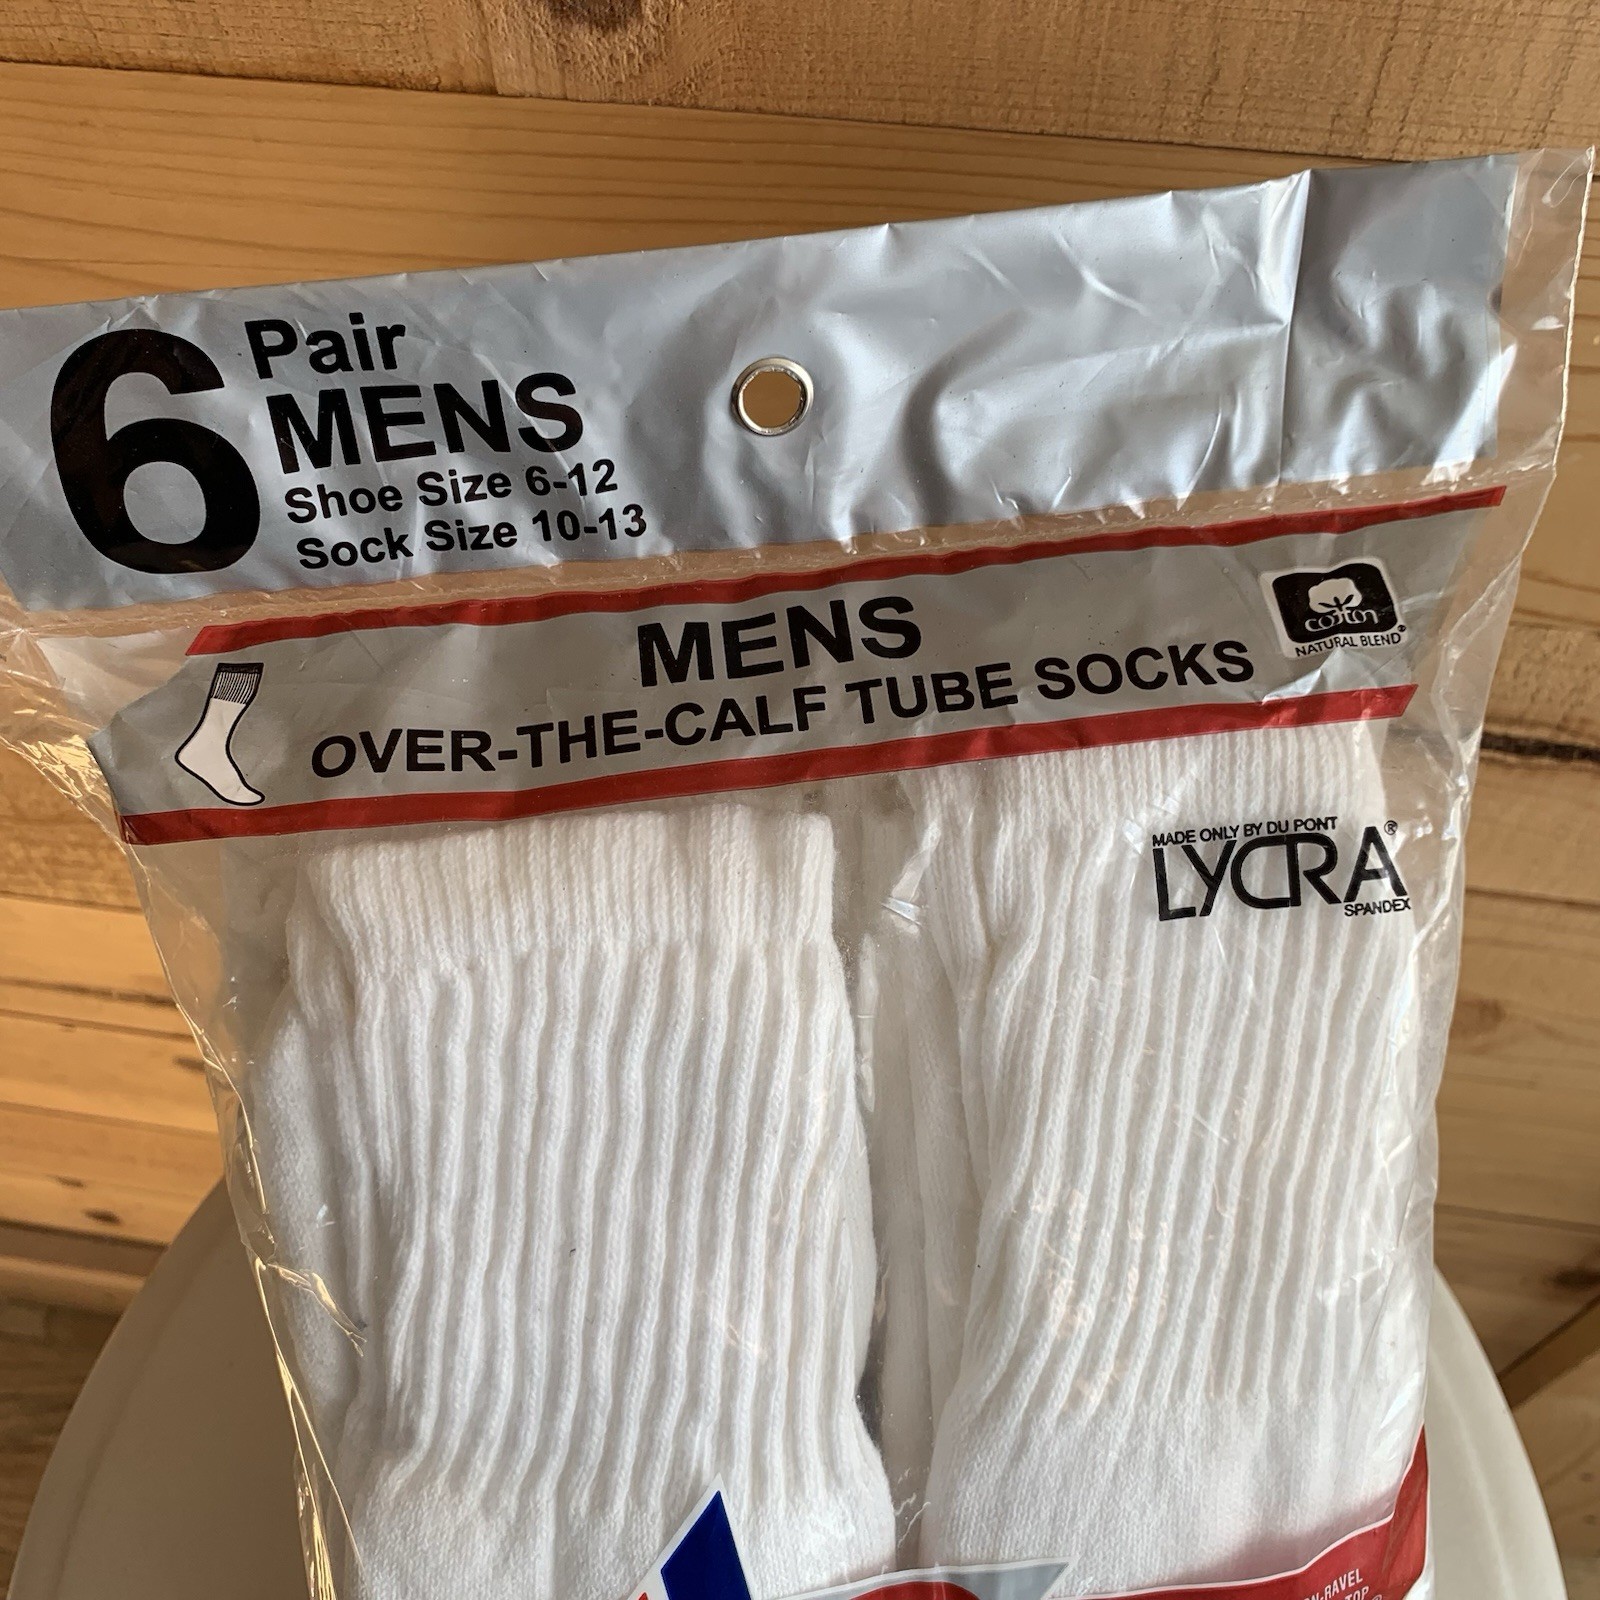 6 Pair
MENS
Shoe Size 6-12
Sock Size 10-13
MENS
OVER-THE-CALF TUBE SOCKS
cotton
NATURAL BLEND®
MADE ONLY BY DU PONT
LYCRA®
SPANDEX
TOP®